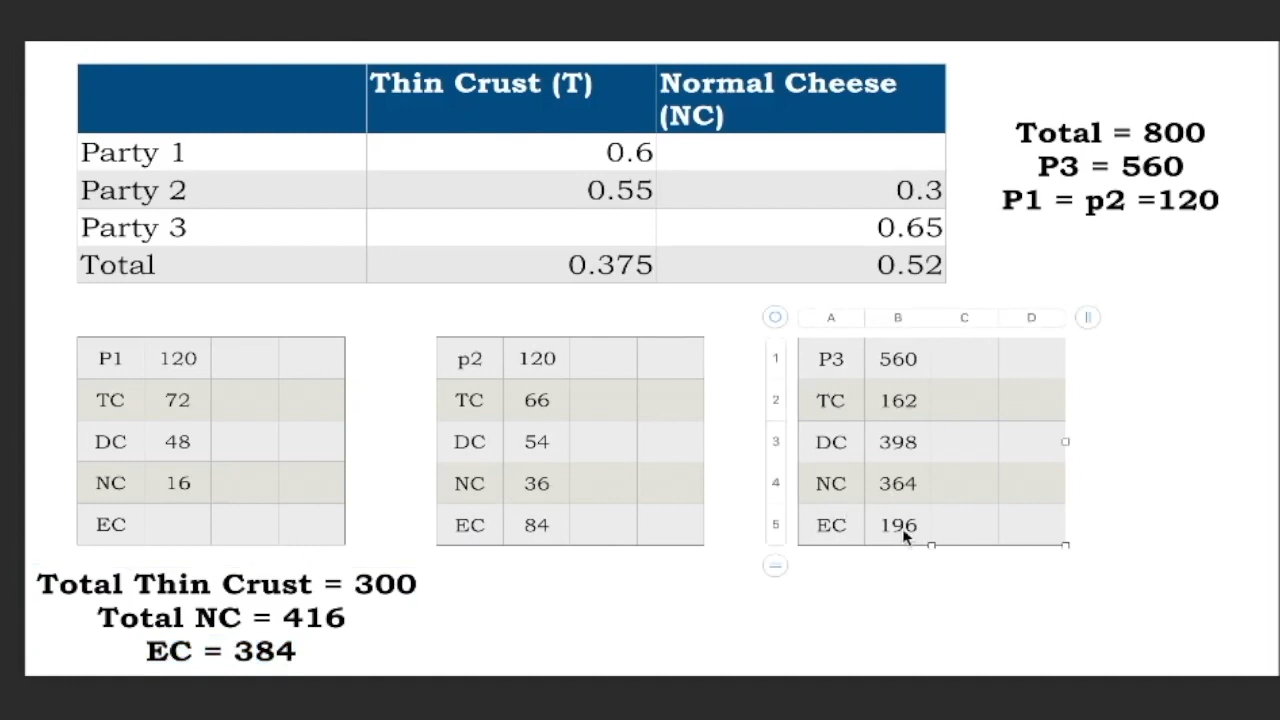 Thin Crust (T) Normal Cheese
(NC)
Party 1 0.6
Party 2 0.55 0.3
Party 3 0.65
Total 0.375 0.52
Total = 800
P3 = 560
P1 = p2 =120
A B C D
P1 120
TC 72
DC 48
NC 16
EC
p2 120
TC 66
DC 54
NC 36
EC 84
1 P3 560
2 TC 162
3 DC 398
4 NC 364
5 EC 196
Total Thin Crust = 300
Total NC = 416
EC = 384